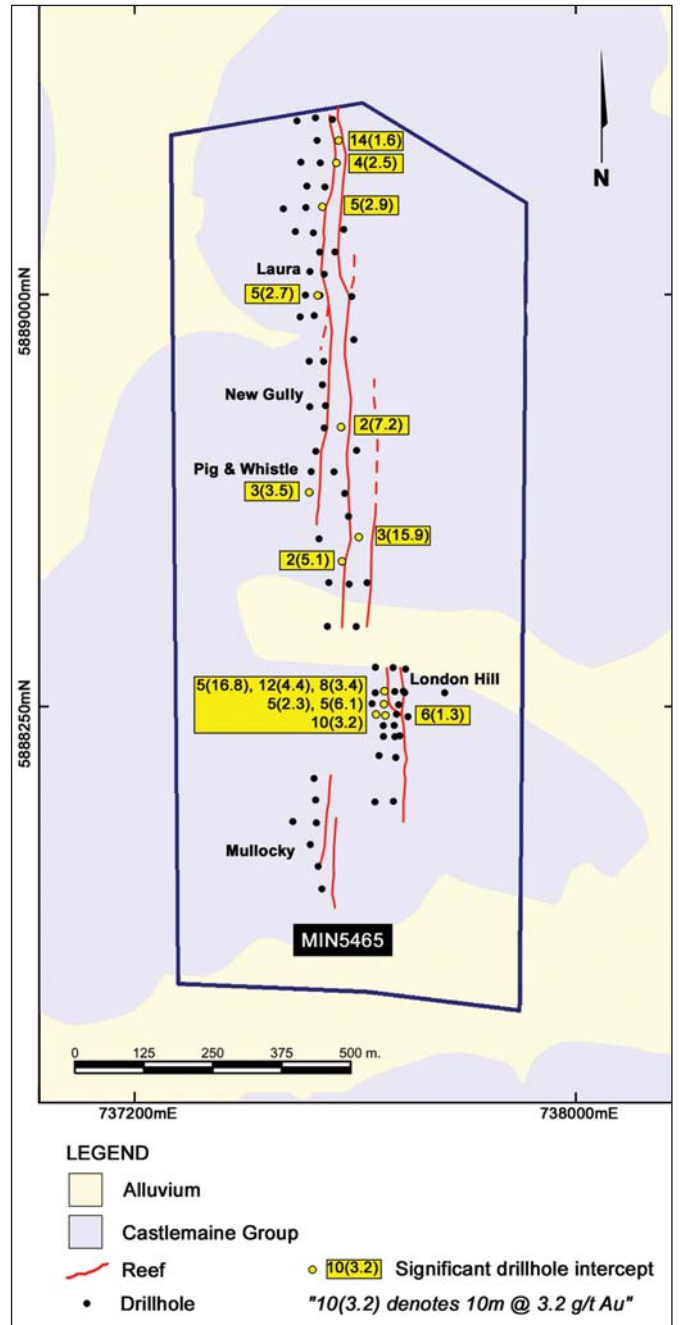 14(1.6)
4(2.5)
N
5(2.9)
Laura
5(2.7)
5889000mN
New Gully
2(7.2)
Pig & Whistle
3(3.5)
3(15.9)
2(5.1)
London Hill
5(16.8), 12(4.4), 8(3.4)
5(2.3), 5(6.1)
10(3.2)
6(1.3)
5888250mN
Mullocky
MIN5465
0 125 250 375 500 m.
737200mE 738000mE
LEGEND
Alluvium
Castlemaine Group
Reef 10(3.2) Significant drillhole intercept
Drillhole "10(3.2) denotes 10m @ 3.2 g/t Au"